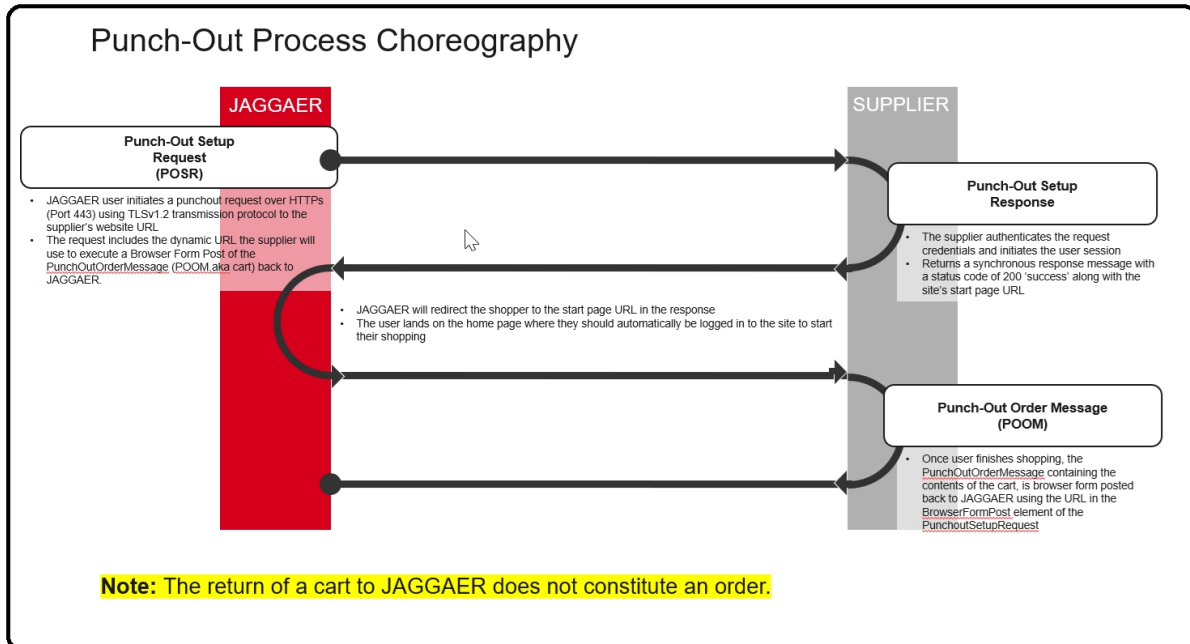 Punch-Out Process Choreography
JAGGAER
SUPPLIER
Punch-Out Setup
Request
(POSR)
• JAGGAER user initiates a punchout request over HTTPs
(Port 443) using TLSv1.2 transmission protocol to the
supplier's website URL
• The request includes the dynamic URL the supplier will
use to execute a Browser Form Post of the
PunchOutOrderMessage (POOM,aka cart) back to
JAGGAER.
Punch-Out Setup
Response
• The supplier authenticates the request
credentials and initiates the user session
• Returns a synchronous response message with
a status code of 200 ‘success’ along with the
site's start page URL
• JAGGAER will redirect the shopper to the start page URL in the response
• The user lands on the home page where they should automatically be logged in to the site to start
their shopping
Punch-Out Order Message
(POOM)
• Once user finishes shopping, the
PunchOutOrderMessage containing the
contents of the cart, is browser form posted
back to JAGGAER using the URL in the
BrowserFormPost element of the
PunchoutSetupRequest
Note: The return of a cart to JAGGAER does not constitute an order.